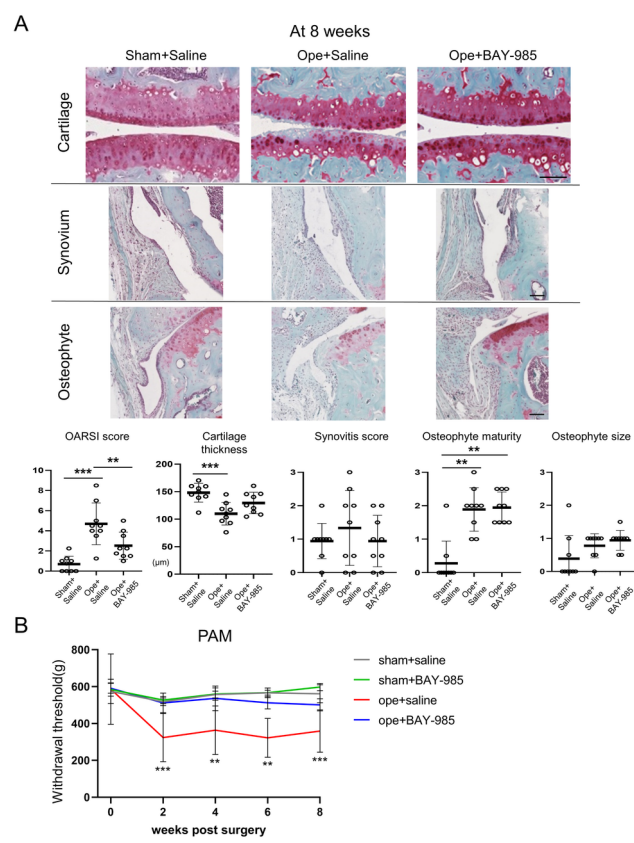 A
At 8 weeks
Sham+Saline Ope+Saline Ope+BAY-985
Cartilage
Synovium
Osteophyte
OARSI score
10
8
6
4
2
0
*** **
Sham+ Saline
Ope+ Saline
Ope+ BAY-985
Cartilage thickness
200
150
100
50
0
(μm)
***
Sham+ Saline
Ope+ Saline
Ope+ BAY-985
Synovitis score
3
2
1
0
Sham+ Saline
Ope+ Saline
Ope+ BAY-985
Osteophyte maturity
3
2
1
0
**
**
Sham+ Saline
Ope+ Saline
Ope+ BAY-985
Osteophyte size
3
2
1
0
Sham+ Saline
Ope+ Saline
Ope+ BAY-985
B
PAM
Withdrawal threshold(g)
800
600
400
200
0
*** ** ** ***
0 2 4 6 8
weeks post surgery
sham+saline
sham+BAY-985
ope+saline
ope+BAY-985